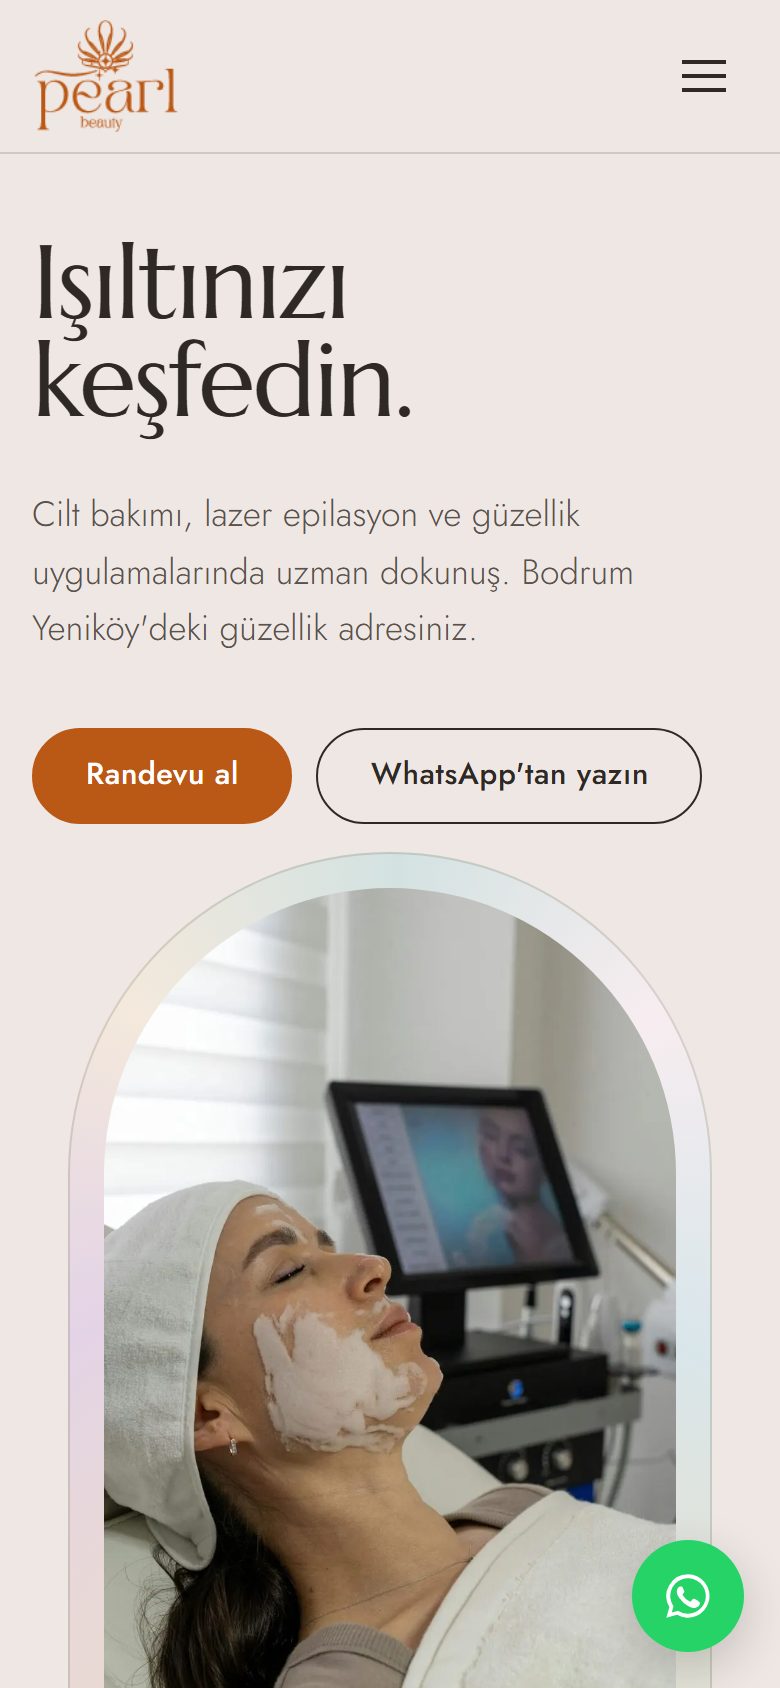 pearl
beauty
Işıltınızı
keşfedin.
Cilt bakımı, lazer epilasyon ve güzellik
uygulamalarında uzman dokunuş. Bodrum
Yeniköy'deki güzellik adresiniz.
Randevu al
WhatsApp'tan yazın